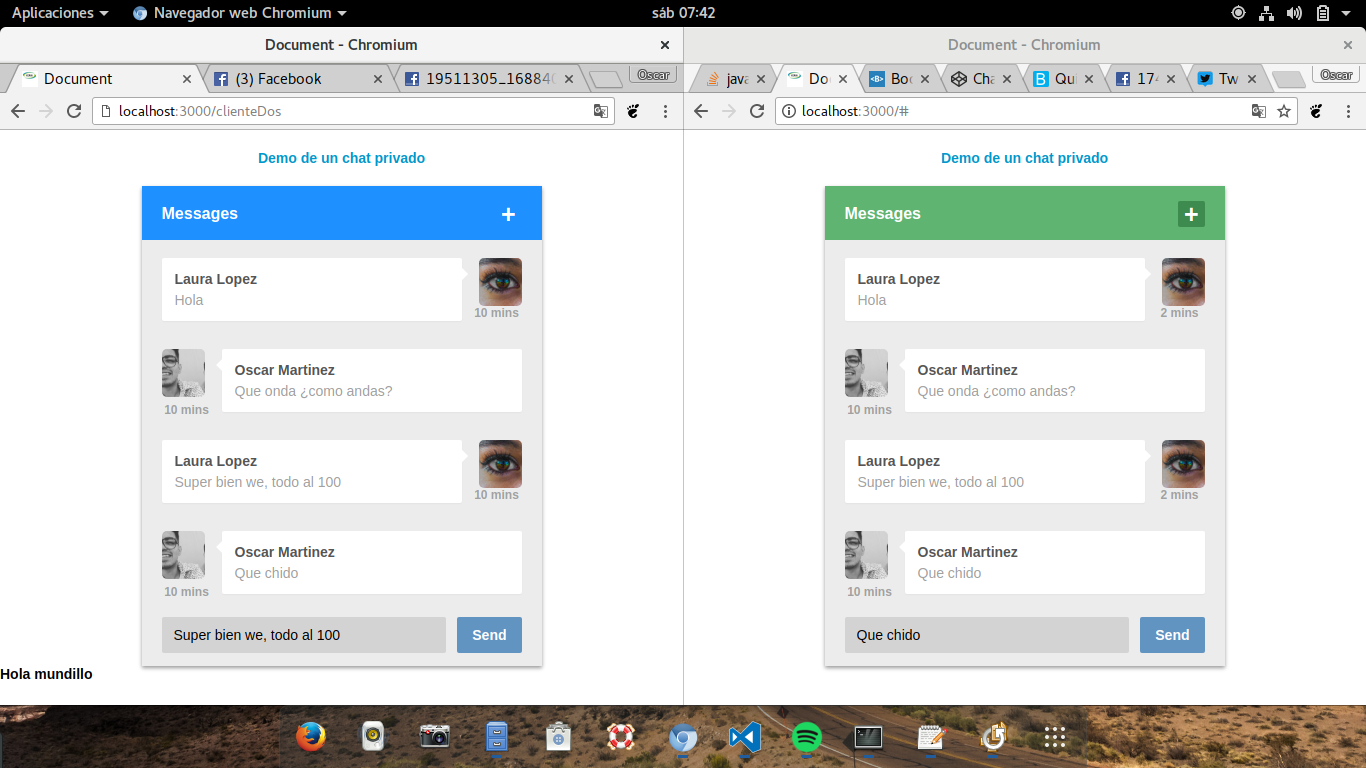 Aplicaciones
Navegador web Chromium
sáb 07:42
Document - Chromium
Document
(3) Facebook
19511305_16884
Oscar
localhost:3000/clienteDos
Demo de un chat privado
Messages
+
Laura Lopez
Hola
10 mins
Oscar Martinez
Que onda ¿como andas?
10 mins
Laura Lopez
Super bien we, todo al 100
10 mins
Oscar Martinez
Que chido
10 mins
Super bien we, todo al 100
Send
Hola mundillo
Document - Chromium
java
Do
Bo
Cha
Qui
17
Tw
Oscar
localhost:3000/#
Demo de un chat privado
Messages
+
Laura Lopez
Hola
2 mins
Oscar Martinez
Que onda ¿como andas?
10 mins
Laura Lopez
Super bien we, todo al 100
2 mins
Oscar Martinez
Que chido
10 mins
Que chido
Send